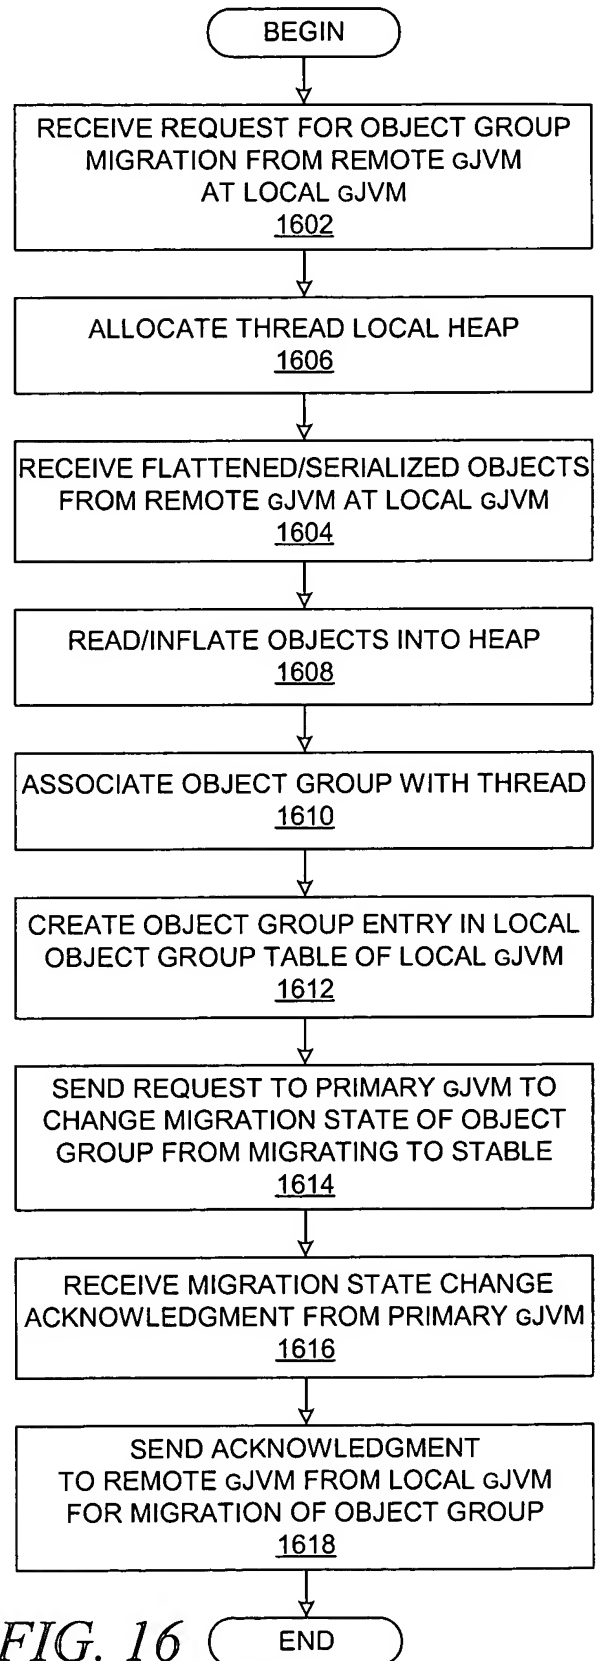 BEGIN
RECEIVE REQUEST FOR OBJECT GROUP
MIGRATION FROM REMOTE GJVM
AT LOCAL GJVM
1602
ALLOCATE THREAD LOCAL HEAP
1606
RECEIVE FLATTENED/SERIALIZED OBJECTS
FROM REMOTE GJVM AT LOCAL GJVM
1604
READ/INFLATE OBJECTS INTO HEAP
1608
ASSOCIATE OBJECT GROUP WITH THREAD
1610
CREATE OBJECT GROUP ENTRY IN LOCAL
OBJECT GROUP TABLE OF LOCAL GJVM
1612
SEND REQUEST TO PRIMARY GJVM TO
CHANGE MIGRATION STATE OF OBJECT
GROUP FROM MIGRATING TO STABLE
1614
RECEIVE MIGRATION STATE CHANGE
ACKNOWLEDGMENT FROM PRIMARY GJVM
1616
SEND ACKNOWLEDGMENT
TO REMOTE GJVM FROM LOCAL GJVM
FOR MIGRATION OF OBJECT GROUP
1618
FIG. 16
END